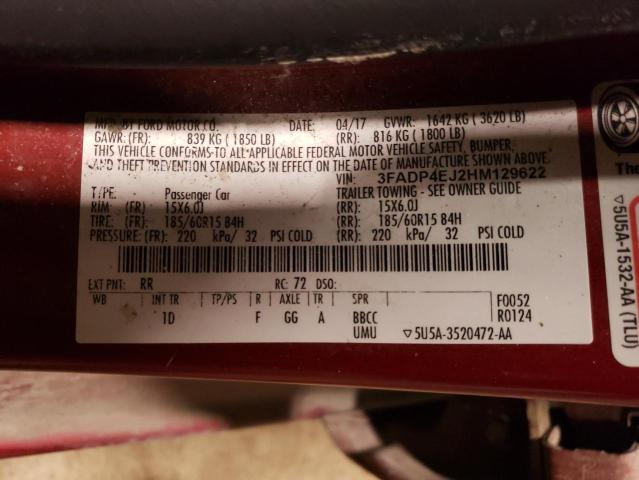 MFD. BY FORD MOTOR CO. DATE: 04/17 GVWR: 1642 KG ( 3620 LB)
GAWR: (FR): 839 KG ( 1850 LB) (RR): 816 KG ( 1800 LB)
THIS VEHICLE CONFORMS TO ALL APPLICABLE FEDERAL MOTOR VEHICLE SAFETY, BUMPER,
AND THEFT PREVENTION STANDARDS IN EFFECT ON THE DATE OF MANUFACTURE SHOWN ABOVE.
VIN: 3FADP4EJ2HM129622
TYPE: Passenger Car TRAILER TOWING - SEE OWNER GUIDE
RIM (FR): 15X6.0J (RR): 15X6.0J
TIRE: (FR): 185/60R15 84H (RR): 185/60R15 84H
PRESSURE: (FR): 220 kPa/ 32 PSI COLD (RR): 220 kPa/ 32 PSI COLD
EXT PNT: RR RC: 72 DSO:
WB INT TR TP/PS R AXLE TR SPR F0052
1D F GG A BBCC R0124
UMU ▽5U5A-3520472-AA
The
▽5U5A-1532-AA (TLU)